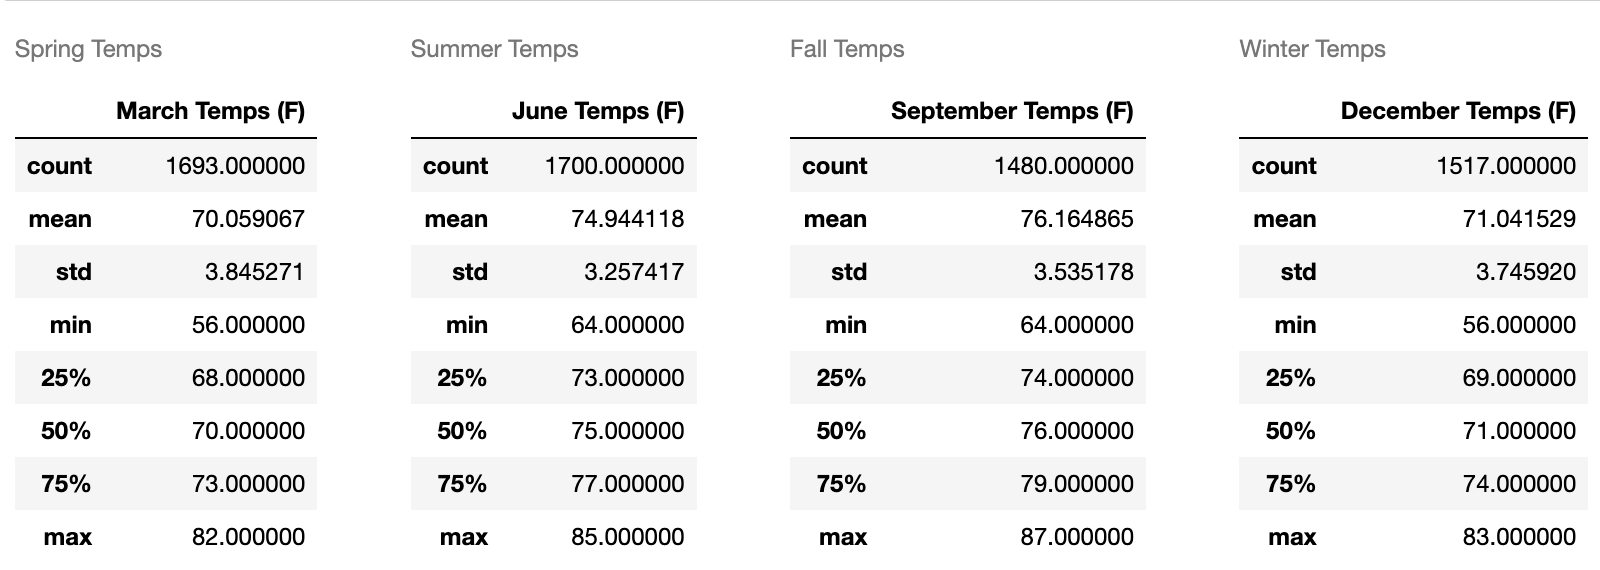 Spring Temps
March Temps (F)
count 1693.000000
mean 70.059067
std 3.845271
min 56.000000
25% 68.000000
50% 70.000000
75% 73.000000
max 82.000000
Summer Temps
June Temps (F)
count 1700.000000
mean 74.944118
std 3.257417
min 64.000000
25% 73.000000
50% 75.000000
75% 77.000000
max 85.000000
Fall Temps
September Temps (F)
count 1480.000000
mean 76.164865
std 3.535178
min 64.000000
25% 74.000000
50% 76.000000
75% 79.000000
max 87.000000
Winter Temps
December Temps (F)
count 1517.000000
mean 71.041529
std 3.745920
min 56.000000
25% 69.000000
50% 71.000000
75% 74.000000
max 83.000000